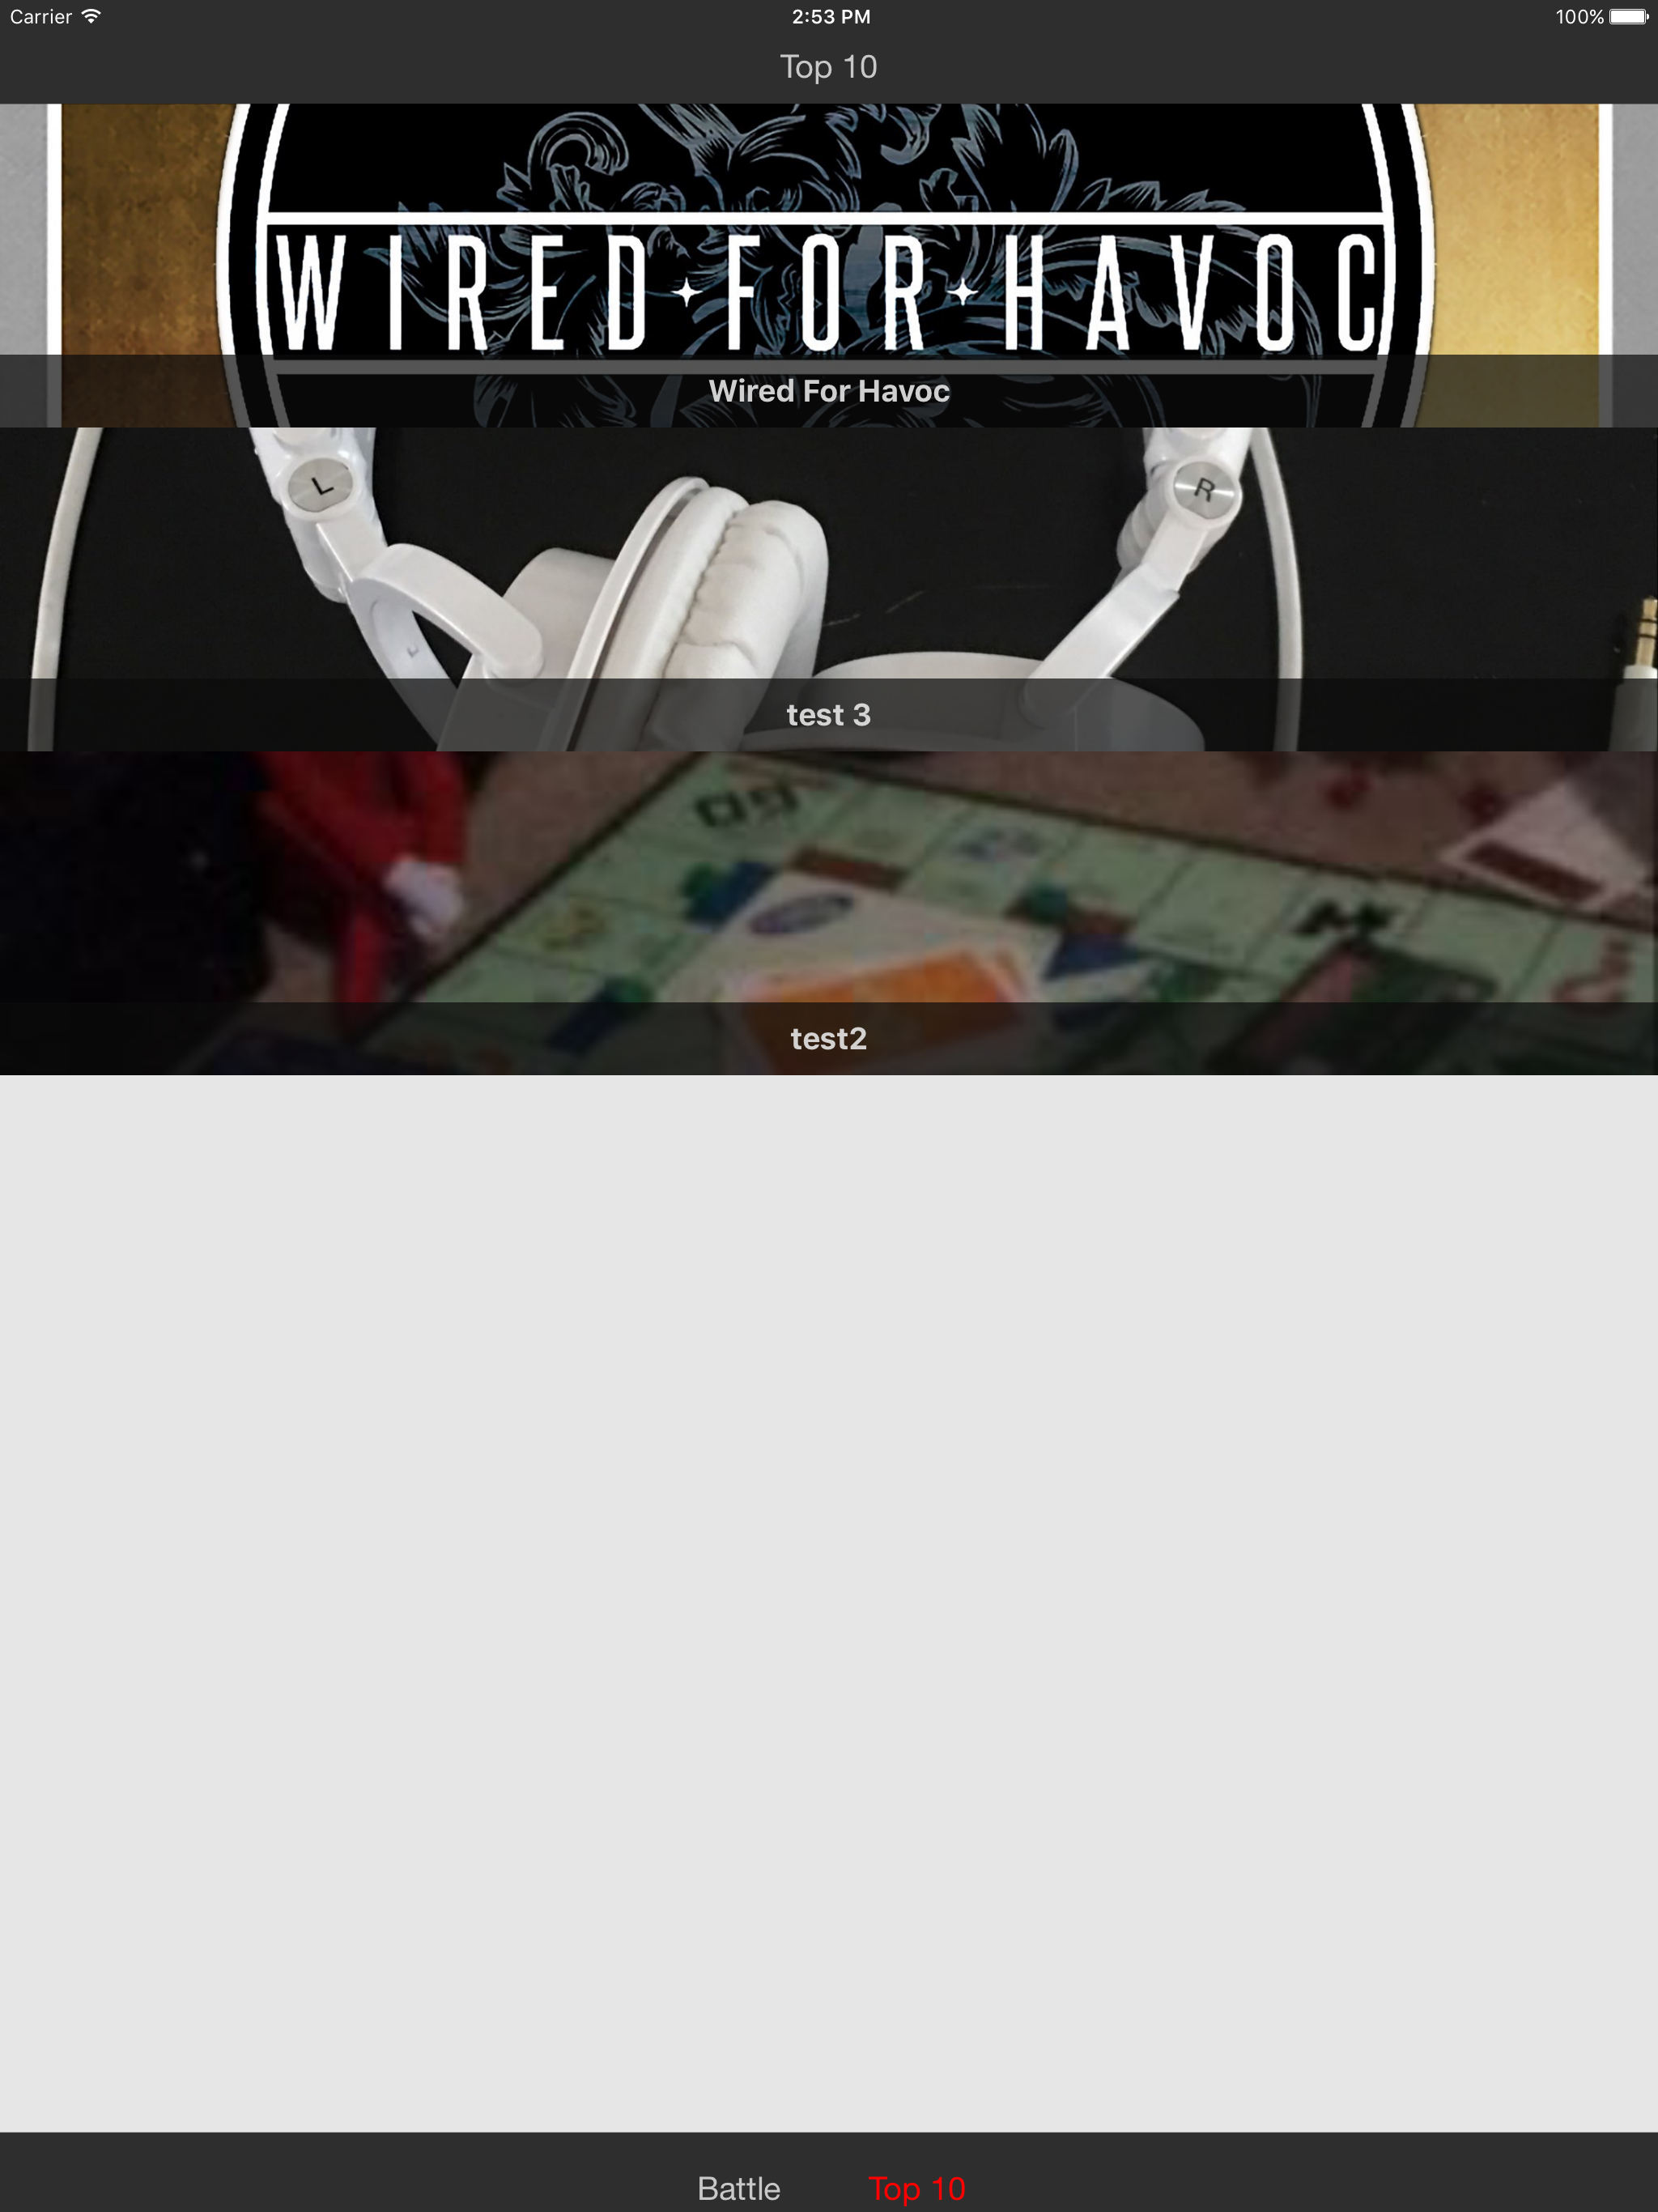 Carrier 2:53 PM 100%
Top 10
WIRED FOR HAVOC
Wired For Havoc
L R
L
test 3
test2
Battle Top 10